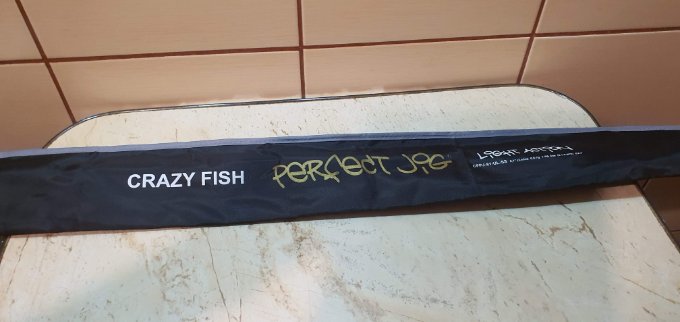 CRAZY FISH
PERFECT JIG
LIGHT ACTION